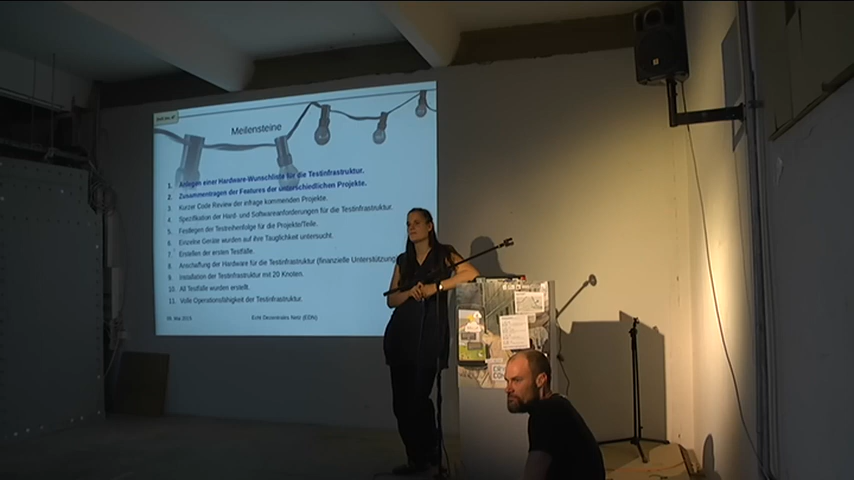 Meilensteine
1. Anlegen einer Hardware-Wunschliste für die Testinfrastruktur.
2. Zusammentragen der Features der unterschiedlichen Projekte.
3. Kurzer Code Review der infrage kommenden Projekte.
4. Spezifikation der Hard- und Softwareanforderungen für die Testinfrastruktur.
5. Festlegen der Testreihenfolge für die Projekte/Teile.
6. Einzelne Geräte wurden auf ihre Tauglichkeit untersucht.
7. Erstellen der ersten Testfälle.
8. Anschaffung der Hardware für die Testinfrastruktur (finanzielle Unterstützung
9. Installation der Testinfrastruktur mit 20 Knoten.
10. All Testfälle wurden erstellt.
11. Volle Operationsfähigkeit der Testinfrastruktur.
Echt Dezentrales Netz (EDN)